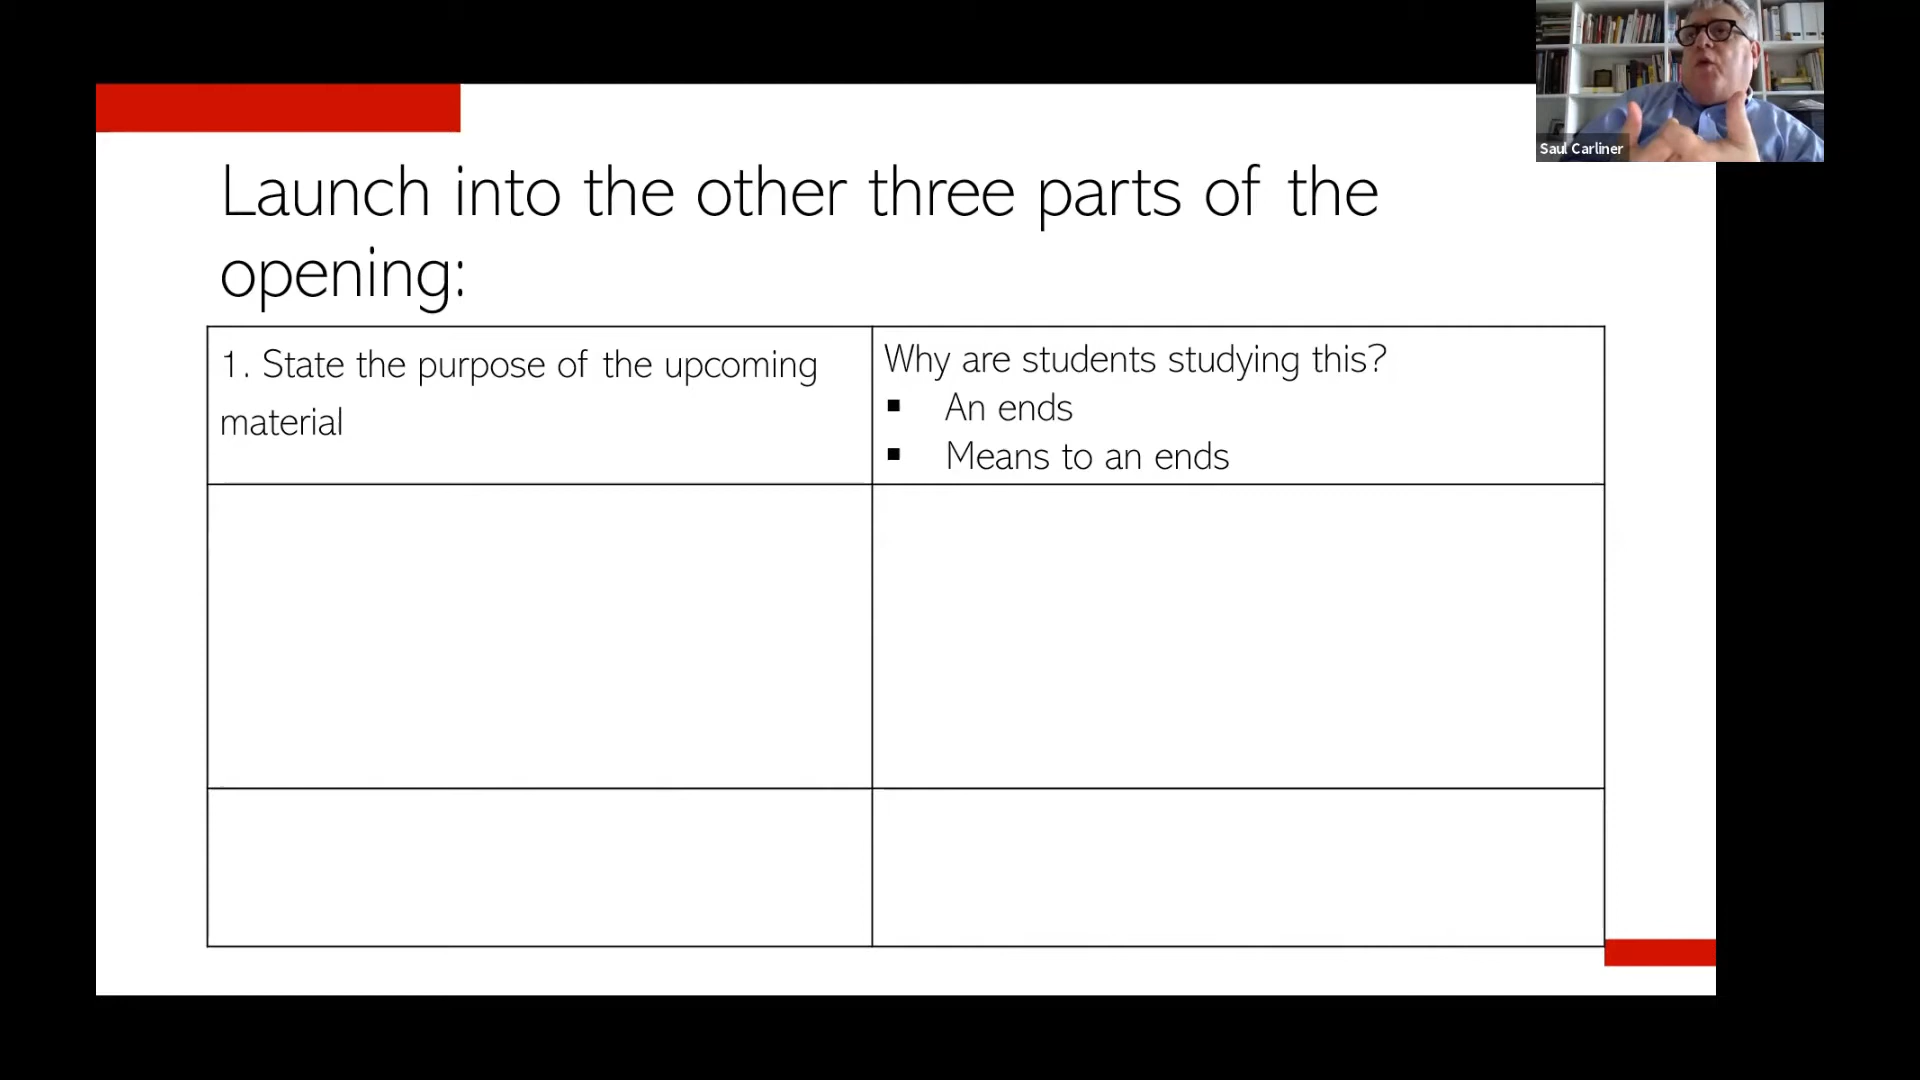 Saul Carliner
Launch into the other three parts of the
opening:
1. State the purpose of the upcoming
material
Why are students studying this?
▪ An ends
▪ Means to an ends